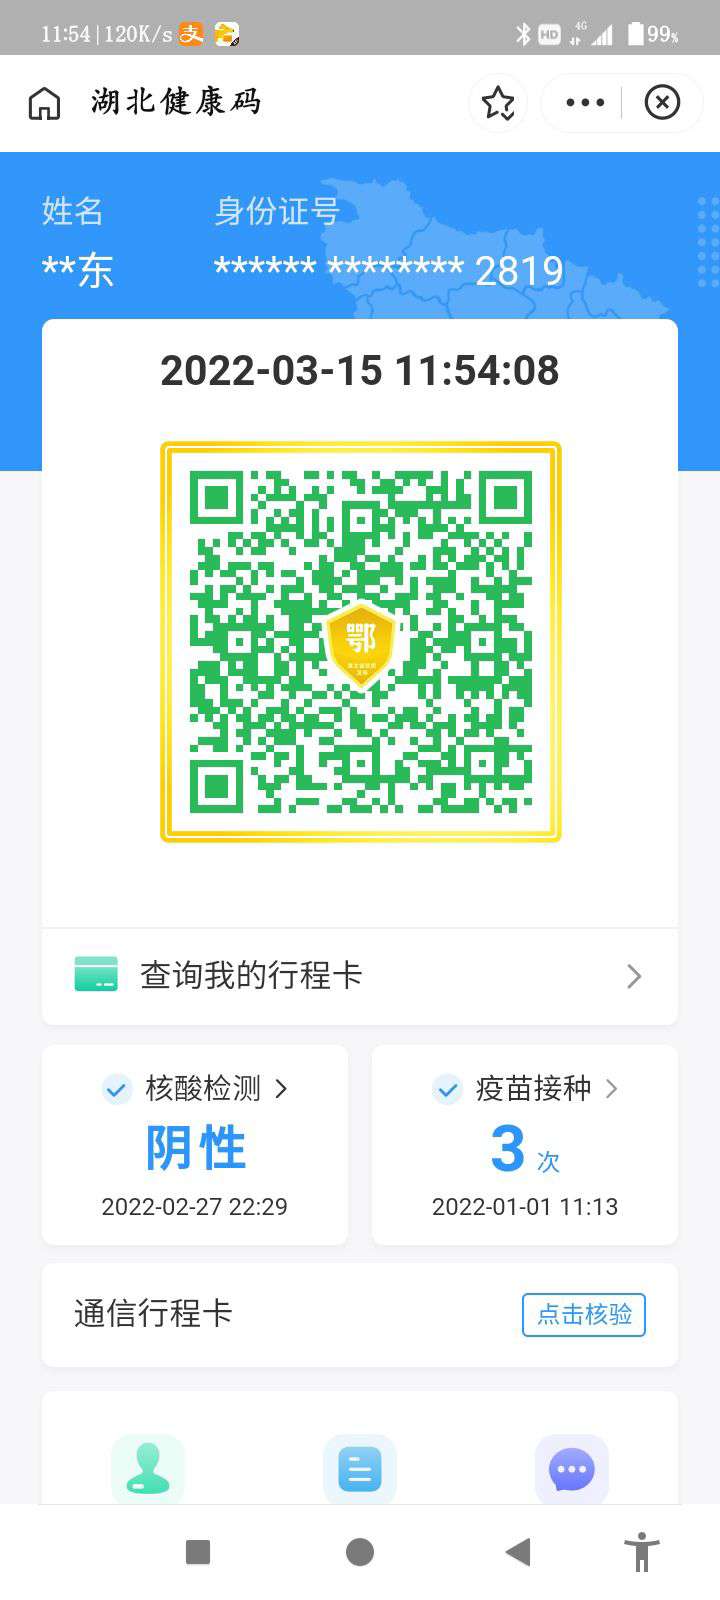 11:54|120K/s 支 HD 4G 99%
湖北健康码
姓名 身份证号
**东 ****** ******** 2819
2022-03-15 11:54:08
鄂
查询我的行程卡
核酸检测 疫苗接种
阴性 3 次
2022-02-27 22:29 2022-01-01 11:13
通信行程卡 点击核验